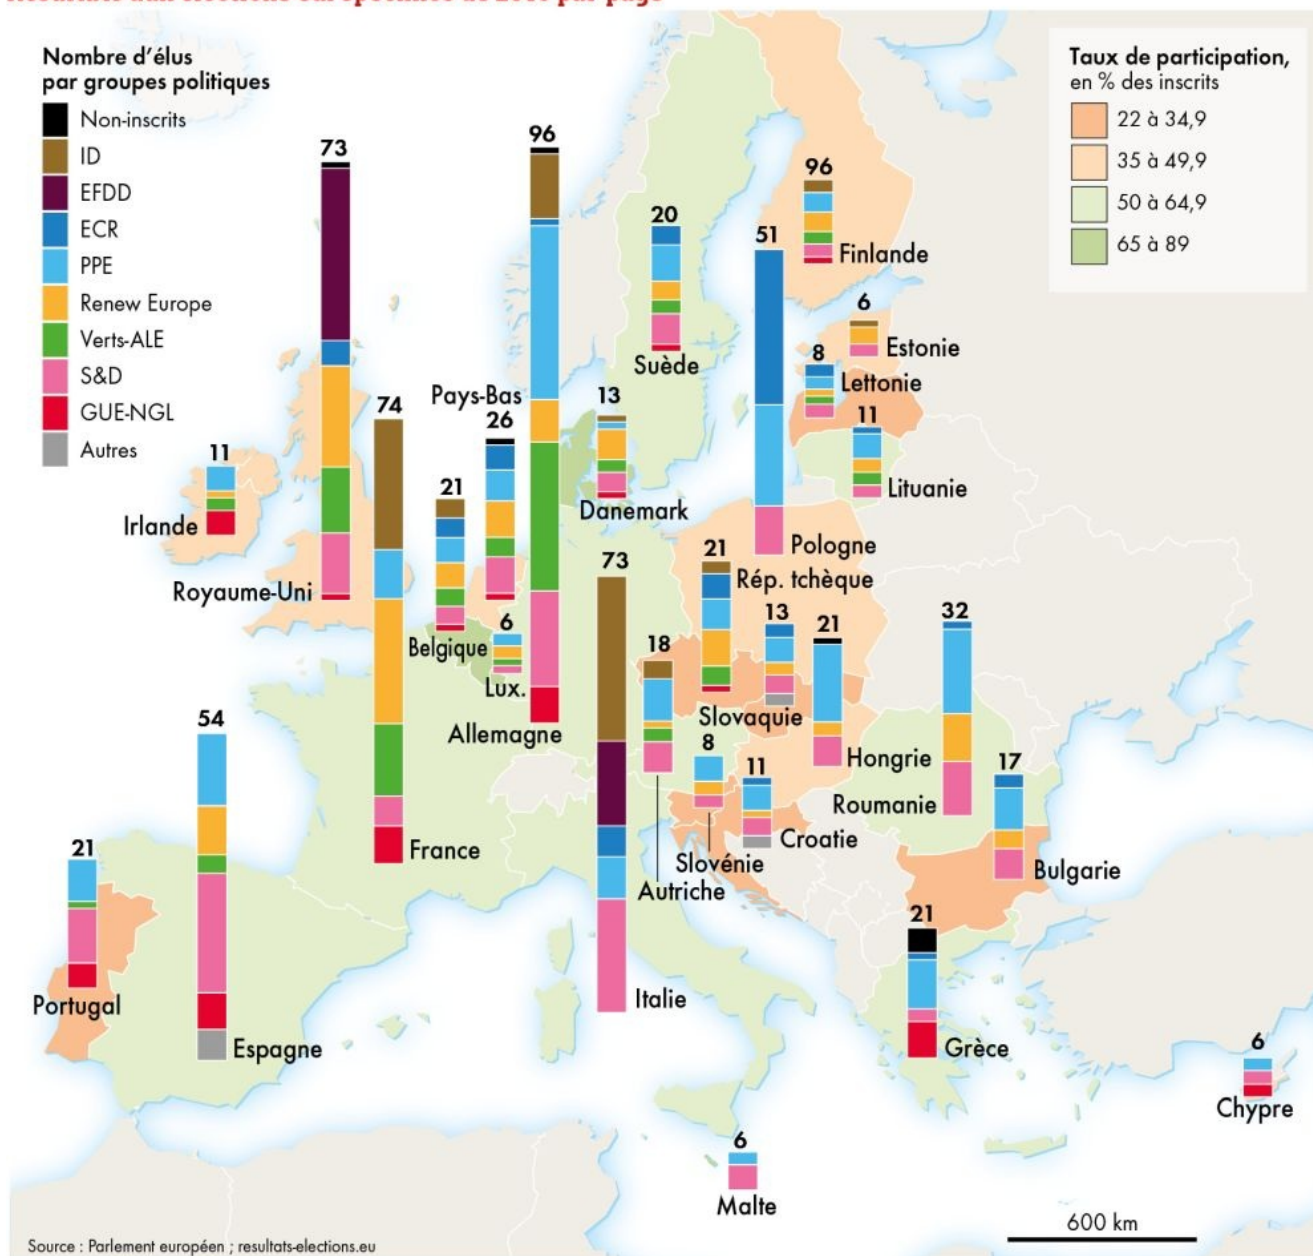 Nombre d'élus
par groupes politiques
Non-inscrits
ID
EFDD
ECR
PPE
Renew Europe
Verts-ALE
S&D
GUE-NGL
Autres
Taux de participation,
en % des inscrits
22 à 34,9
35 à 49,9
50 à 64,9
65 à 89
73
Royaume-Uni
96
Allemagne
96
Finlande
20
Suède
51
Pologne
6
Estonie
8
Lettonie
11
Lituanie
74
France
Pays-Bas
26
13
Danemark
11
Irlande
21
Belgique
6
Lux.
73
Italie
21
Rép. tchèque
18
Autriche
13
Slovaquie
21
Hongrie
32
Roumanie
54
Espagne
8
Slovénie
11
Croatie
17
Bulgarie
21
Portugal
21
Grèce
6
Chypre
6
Malte
600 km
Source : Parlement européen ; resultats-elections.eu